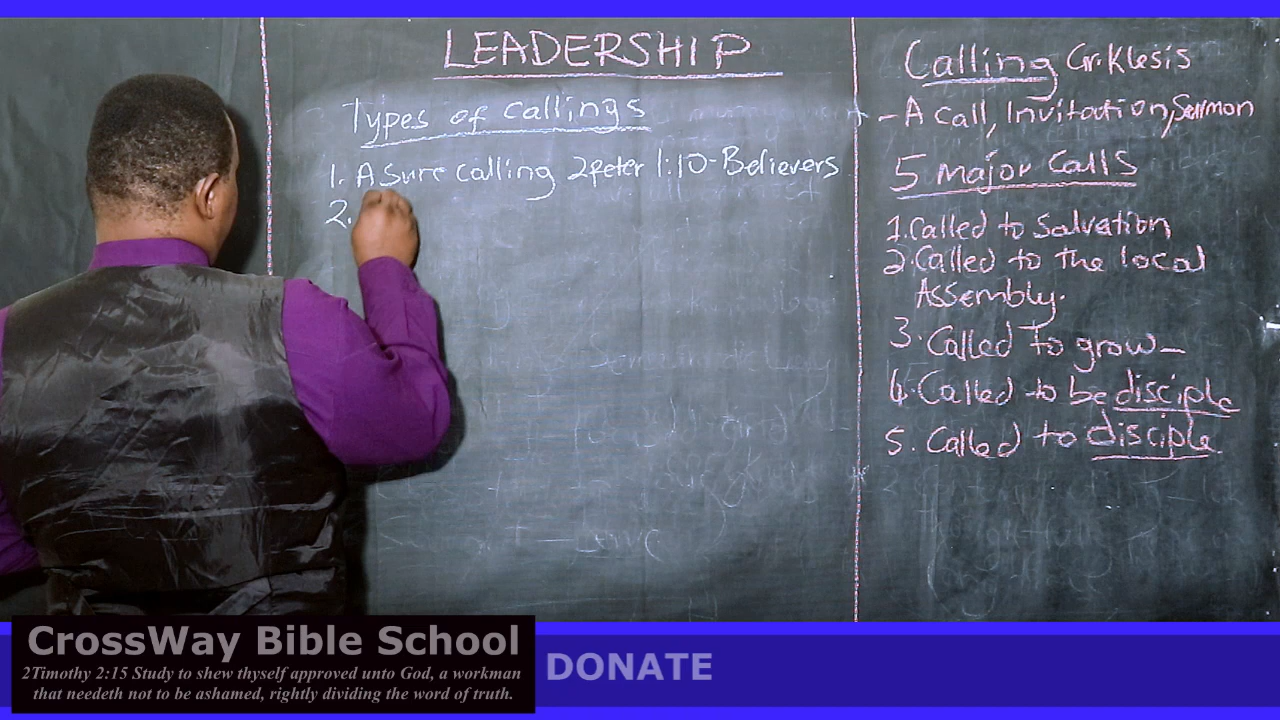 LEADERSHIP
Types of callings
1. A Sure calling 2peter 1:10-Believers
2.
Calling Gr. Klesis
- A call, Invitation, Sermon
5 Major Calls
1. Called to Salvation
2. Called to the local
Assembly.
3. Called to grow -
4. Called to be disciple
5. Called to disciple
CrossWay Bible School
2Timothy 2:15 Study to shew thyself approved unto God, a workman
that needeth not to be ashamed, rightly dividing the word of truth.
DONATE